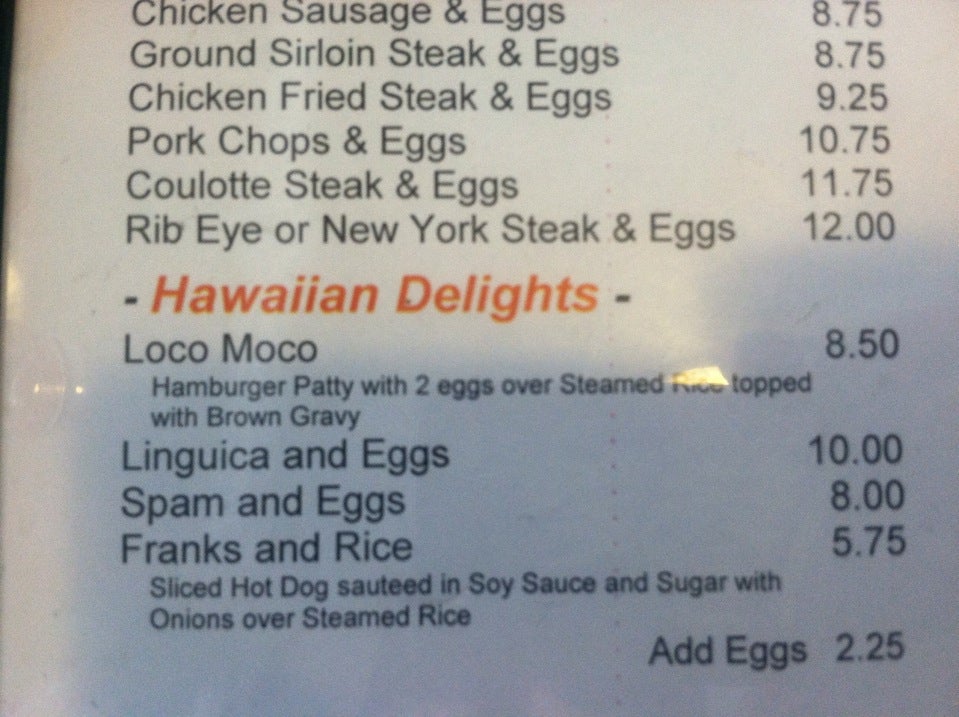 Chicken Sausage & Eggs 8.75
Ground Sirloin Steak & Eggs 8.75
Chicken Fried Steak & Eggs 9.25
Pork Chops & Eggs 10.75
Coulotte Steak & Eggs 11.75
Rib Eye or New York Steak & Eggs 12.00
- Hawaiian Delights -
Loco Moco 8.50
Hamburger Patty with 2 eggs over Steamed Rice topped
with Brown Gravy
Linguica and Eggs 10.00
Spam and Eggs 8.00
Franks and Rice 5.75
Sliced Hot Dog sauteed in Soy Sauce and Sugar with
Onions over Steamed Rice
Add Eggs 2.25